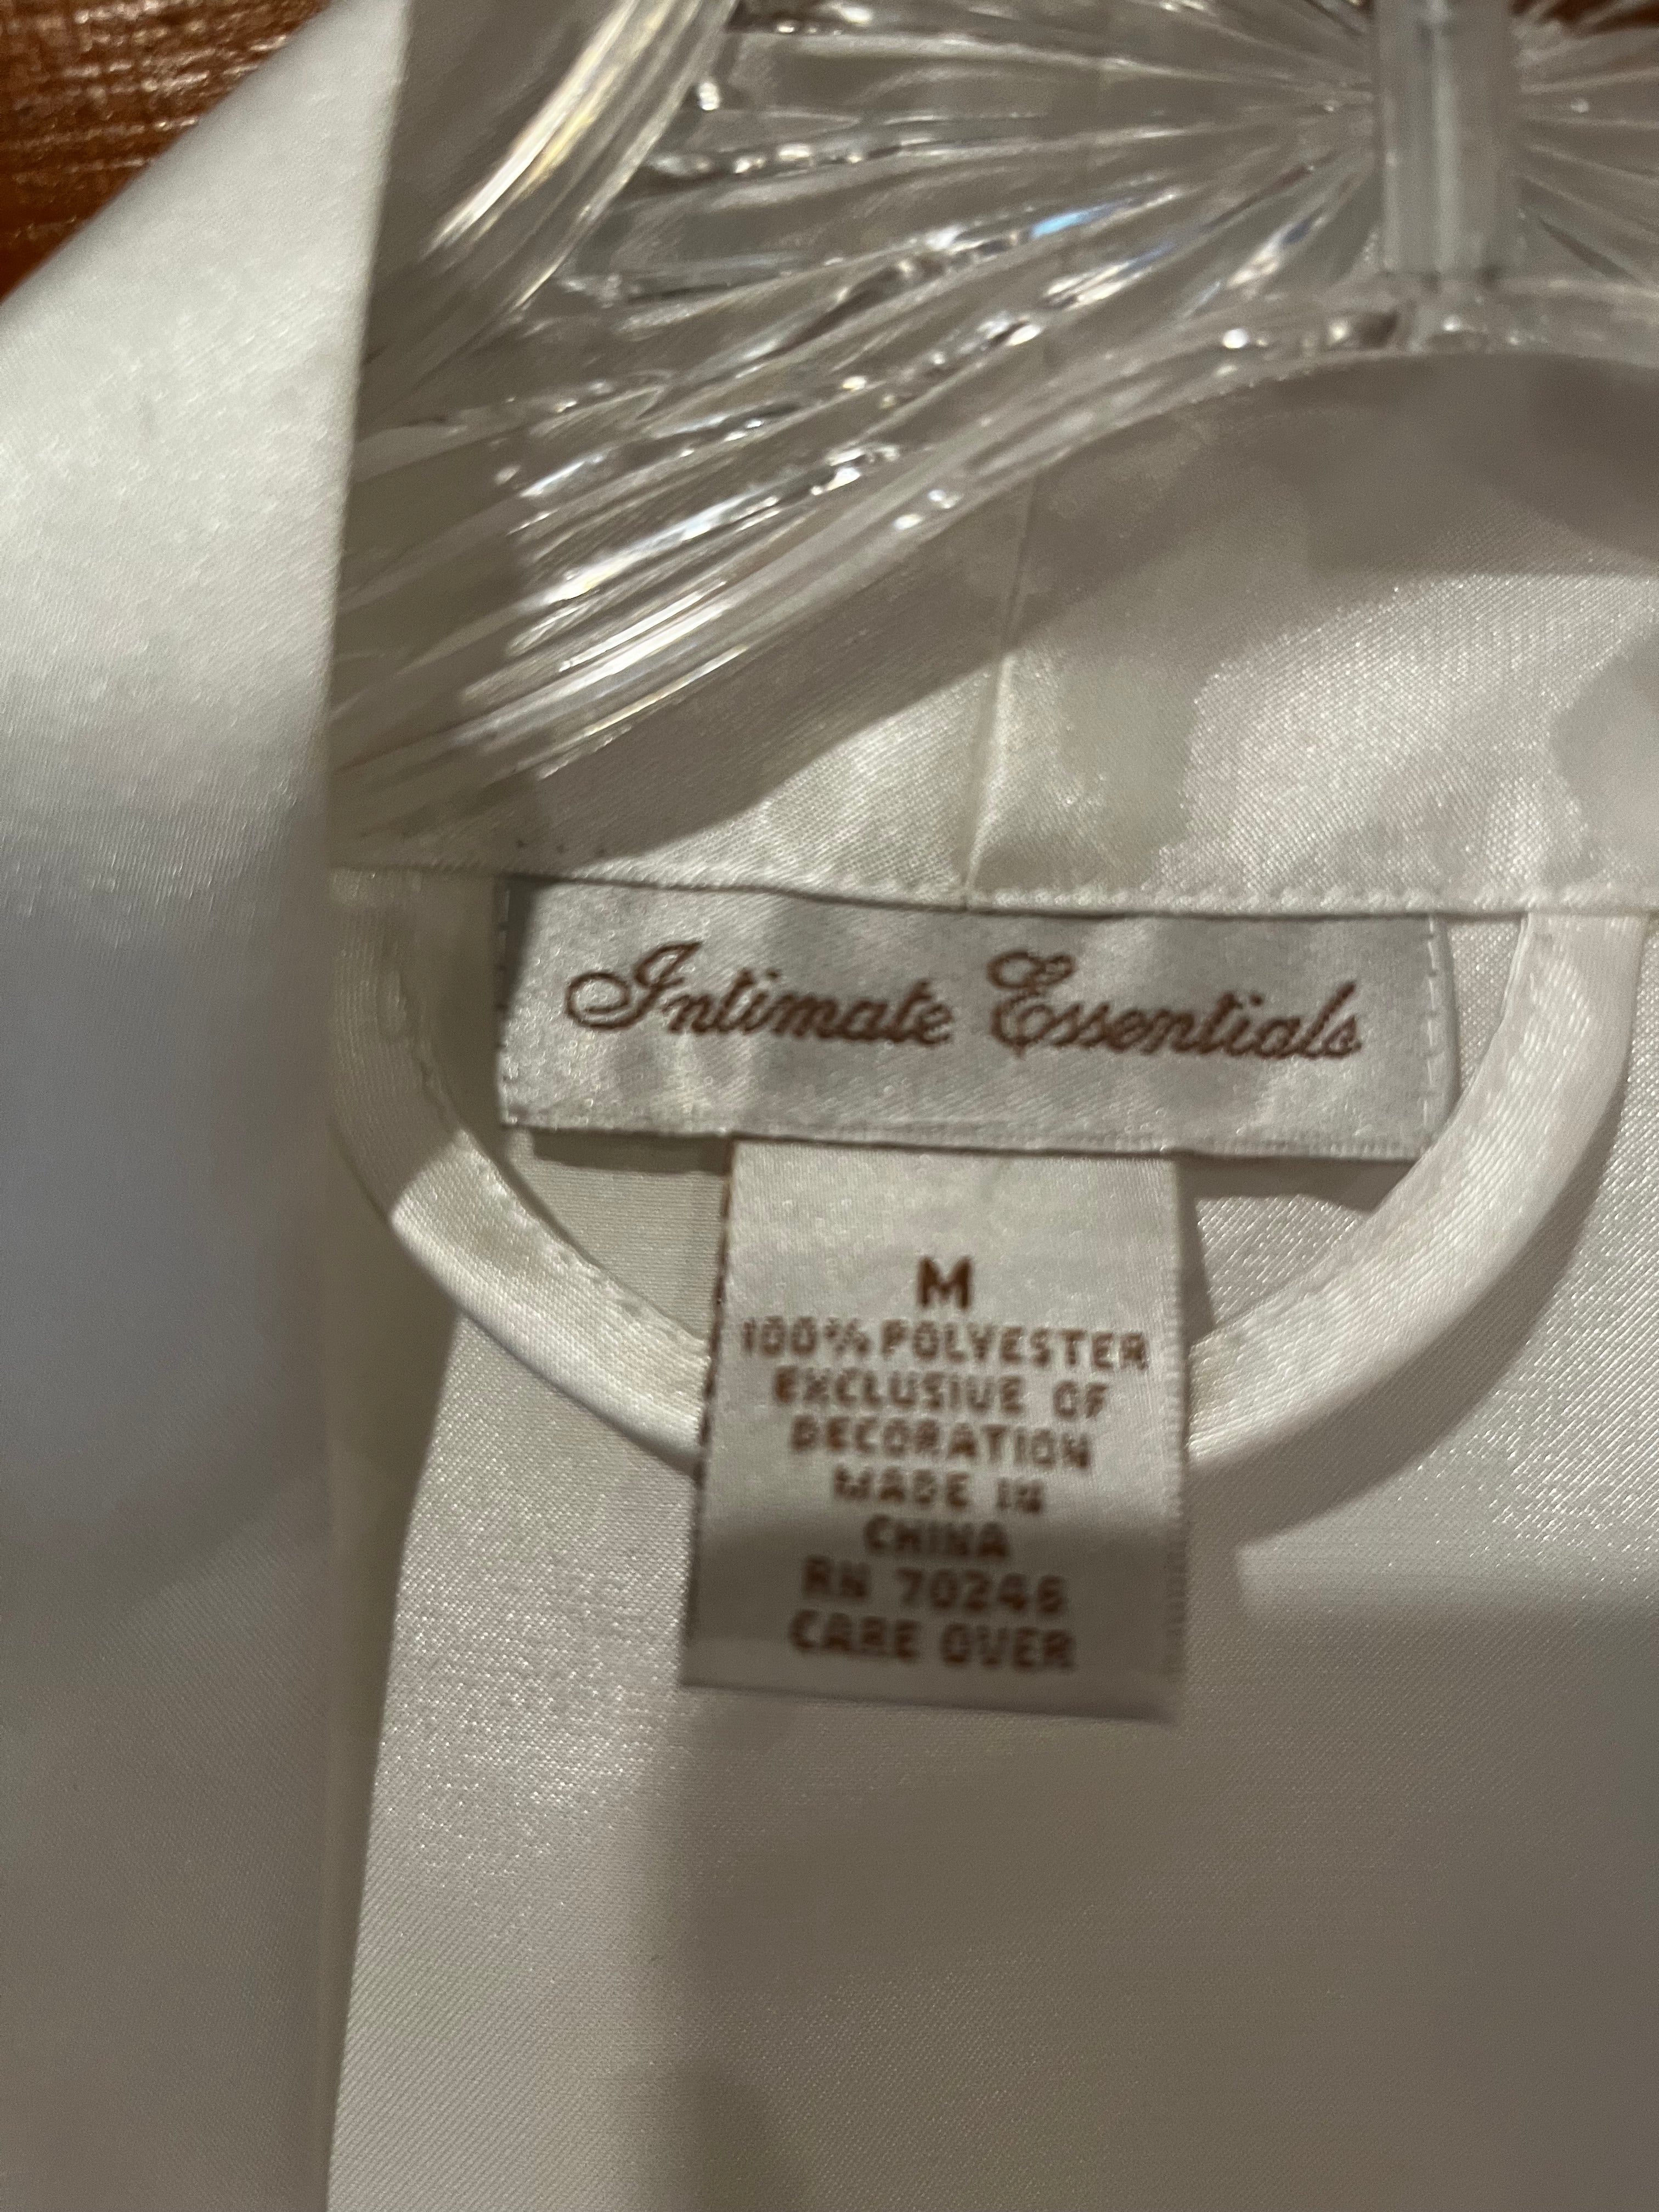 Intimate Essentials
M
100% POLYESTER
EXCLUSIVE OF
DECORATION
MADE IN
CHINA
RN 70246
CARE OVER